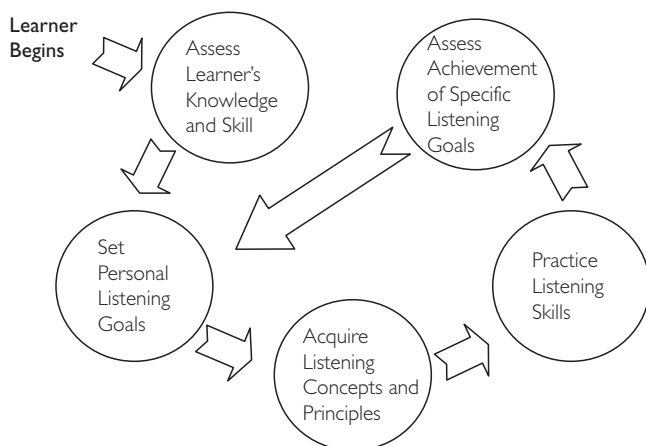 Learner
Begins
Assess
Learner's
Knowledge
and Skill
Set
Personal
Listening
Goals
Acquire
Listening
Concepts and
Principles
Practice
Listening
Skills
Assess
Achievement
of Specific
Listening
Goals